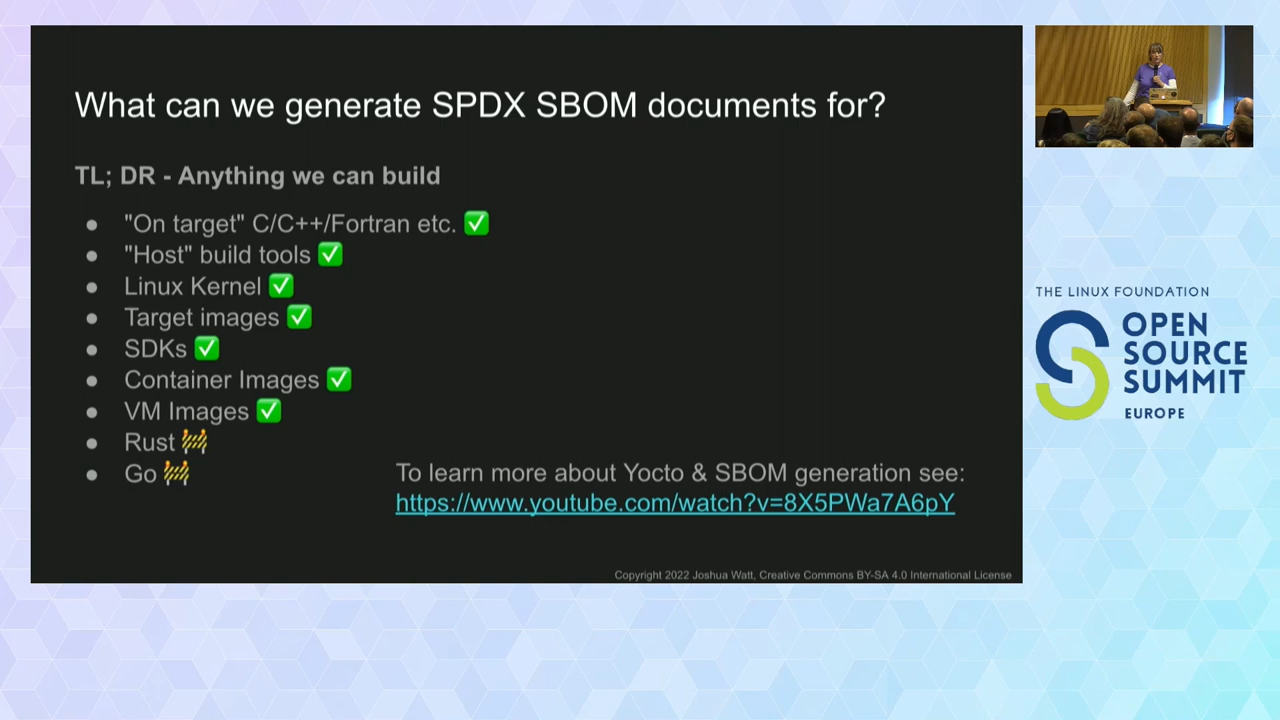 What can we generate SPDX SBOM documents for?
TL; DR - Anything we can build
● "On target" C/C++/Fortran etc. ✅
● "Host" build tools ✅
● Linux Kernel ✅
● Target images ✅
● SDKs ✅
● Container Images ✅
● VM Images ✅
● Rust 🚧
● Go 🚧
To learn more about Yocto & SBOM generation see:
https://www.youtube.com/watch?v=8X5PWa7A6pY
Copyright 2022 Joshua Watt, Creative Commons BY-SA 4.0 International License
THE LINUX FOUNDATION
OPEN
SOURCE
SUMMIT
EUROPE